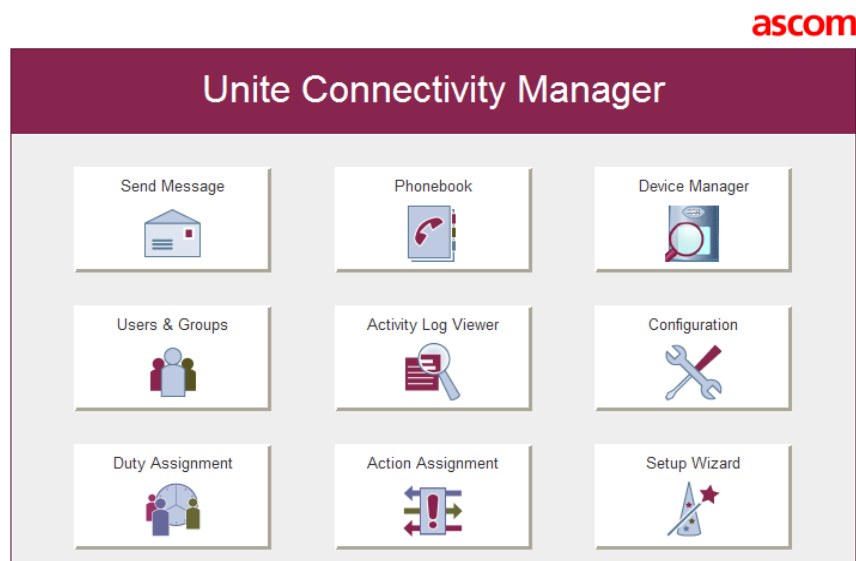 ascom
Unite Connectivity Manager
Send Message
Phonebook
Device Manager
Users & Groups
Activity Log Viewer
Configuration
Duty Assignment
Action Assignment
Setup Wizard